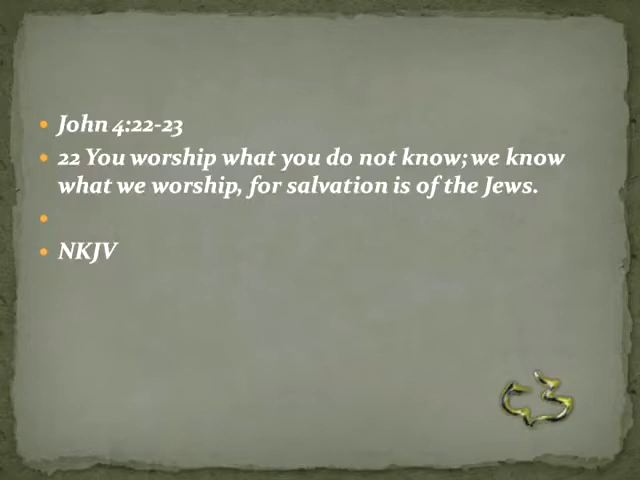 John 4:22-23
22 You worship what you do not know; we know
what we worship, for salvation is of the Jews.
NKJV